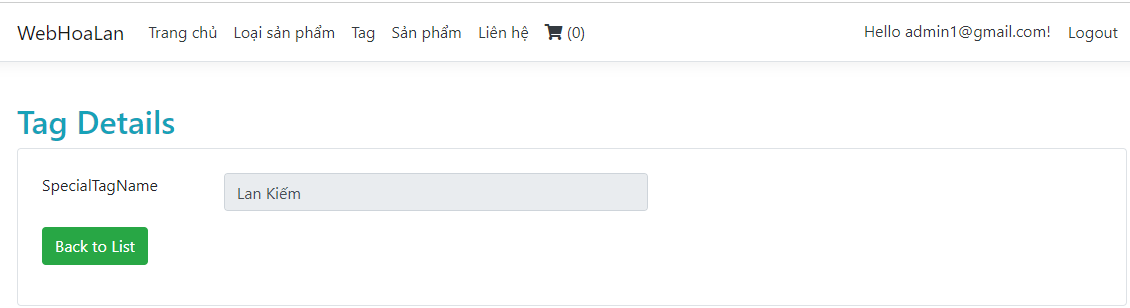 WebHoaLan Trang chủ Loại sản phẩm Tag Sản phẩm Liên hệ (0) Hello admin1@gmail.com! Logout
Tag Details
SpecialTagName Lan Kiếm
Back to List